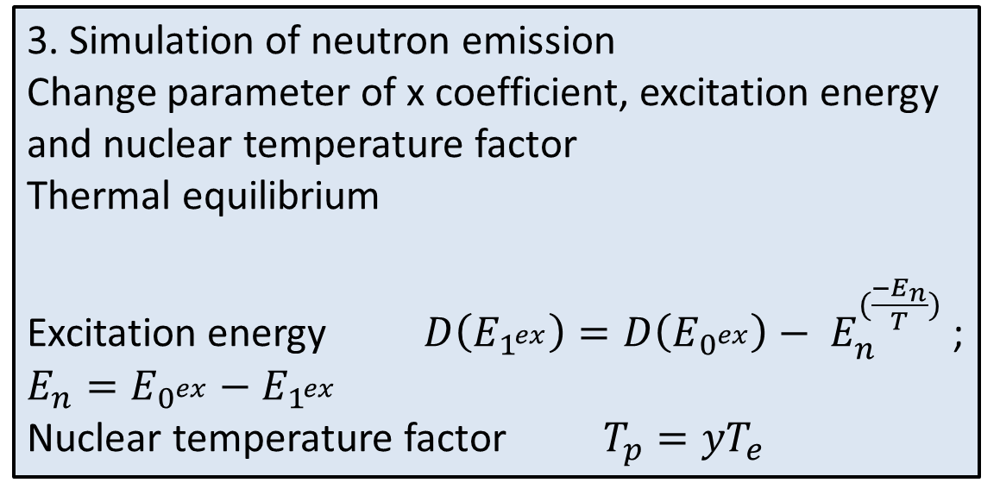 3. Simulation of neutron emission
Change parameter of x coefficient, excitation energy
and nuclear temperature factor
Thermal equilibrium
Excitation energy $D(E_{1^{ex}}) = D(E_{0^{ex}}) - E_n^{(\frac{-E_n}{T})}$ ;
$E_n = E_{0^{ex}} - E_{1^{ex}}$
Nuclear temperature factor $T_p = yT_e$